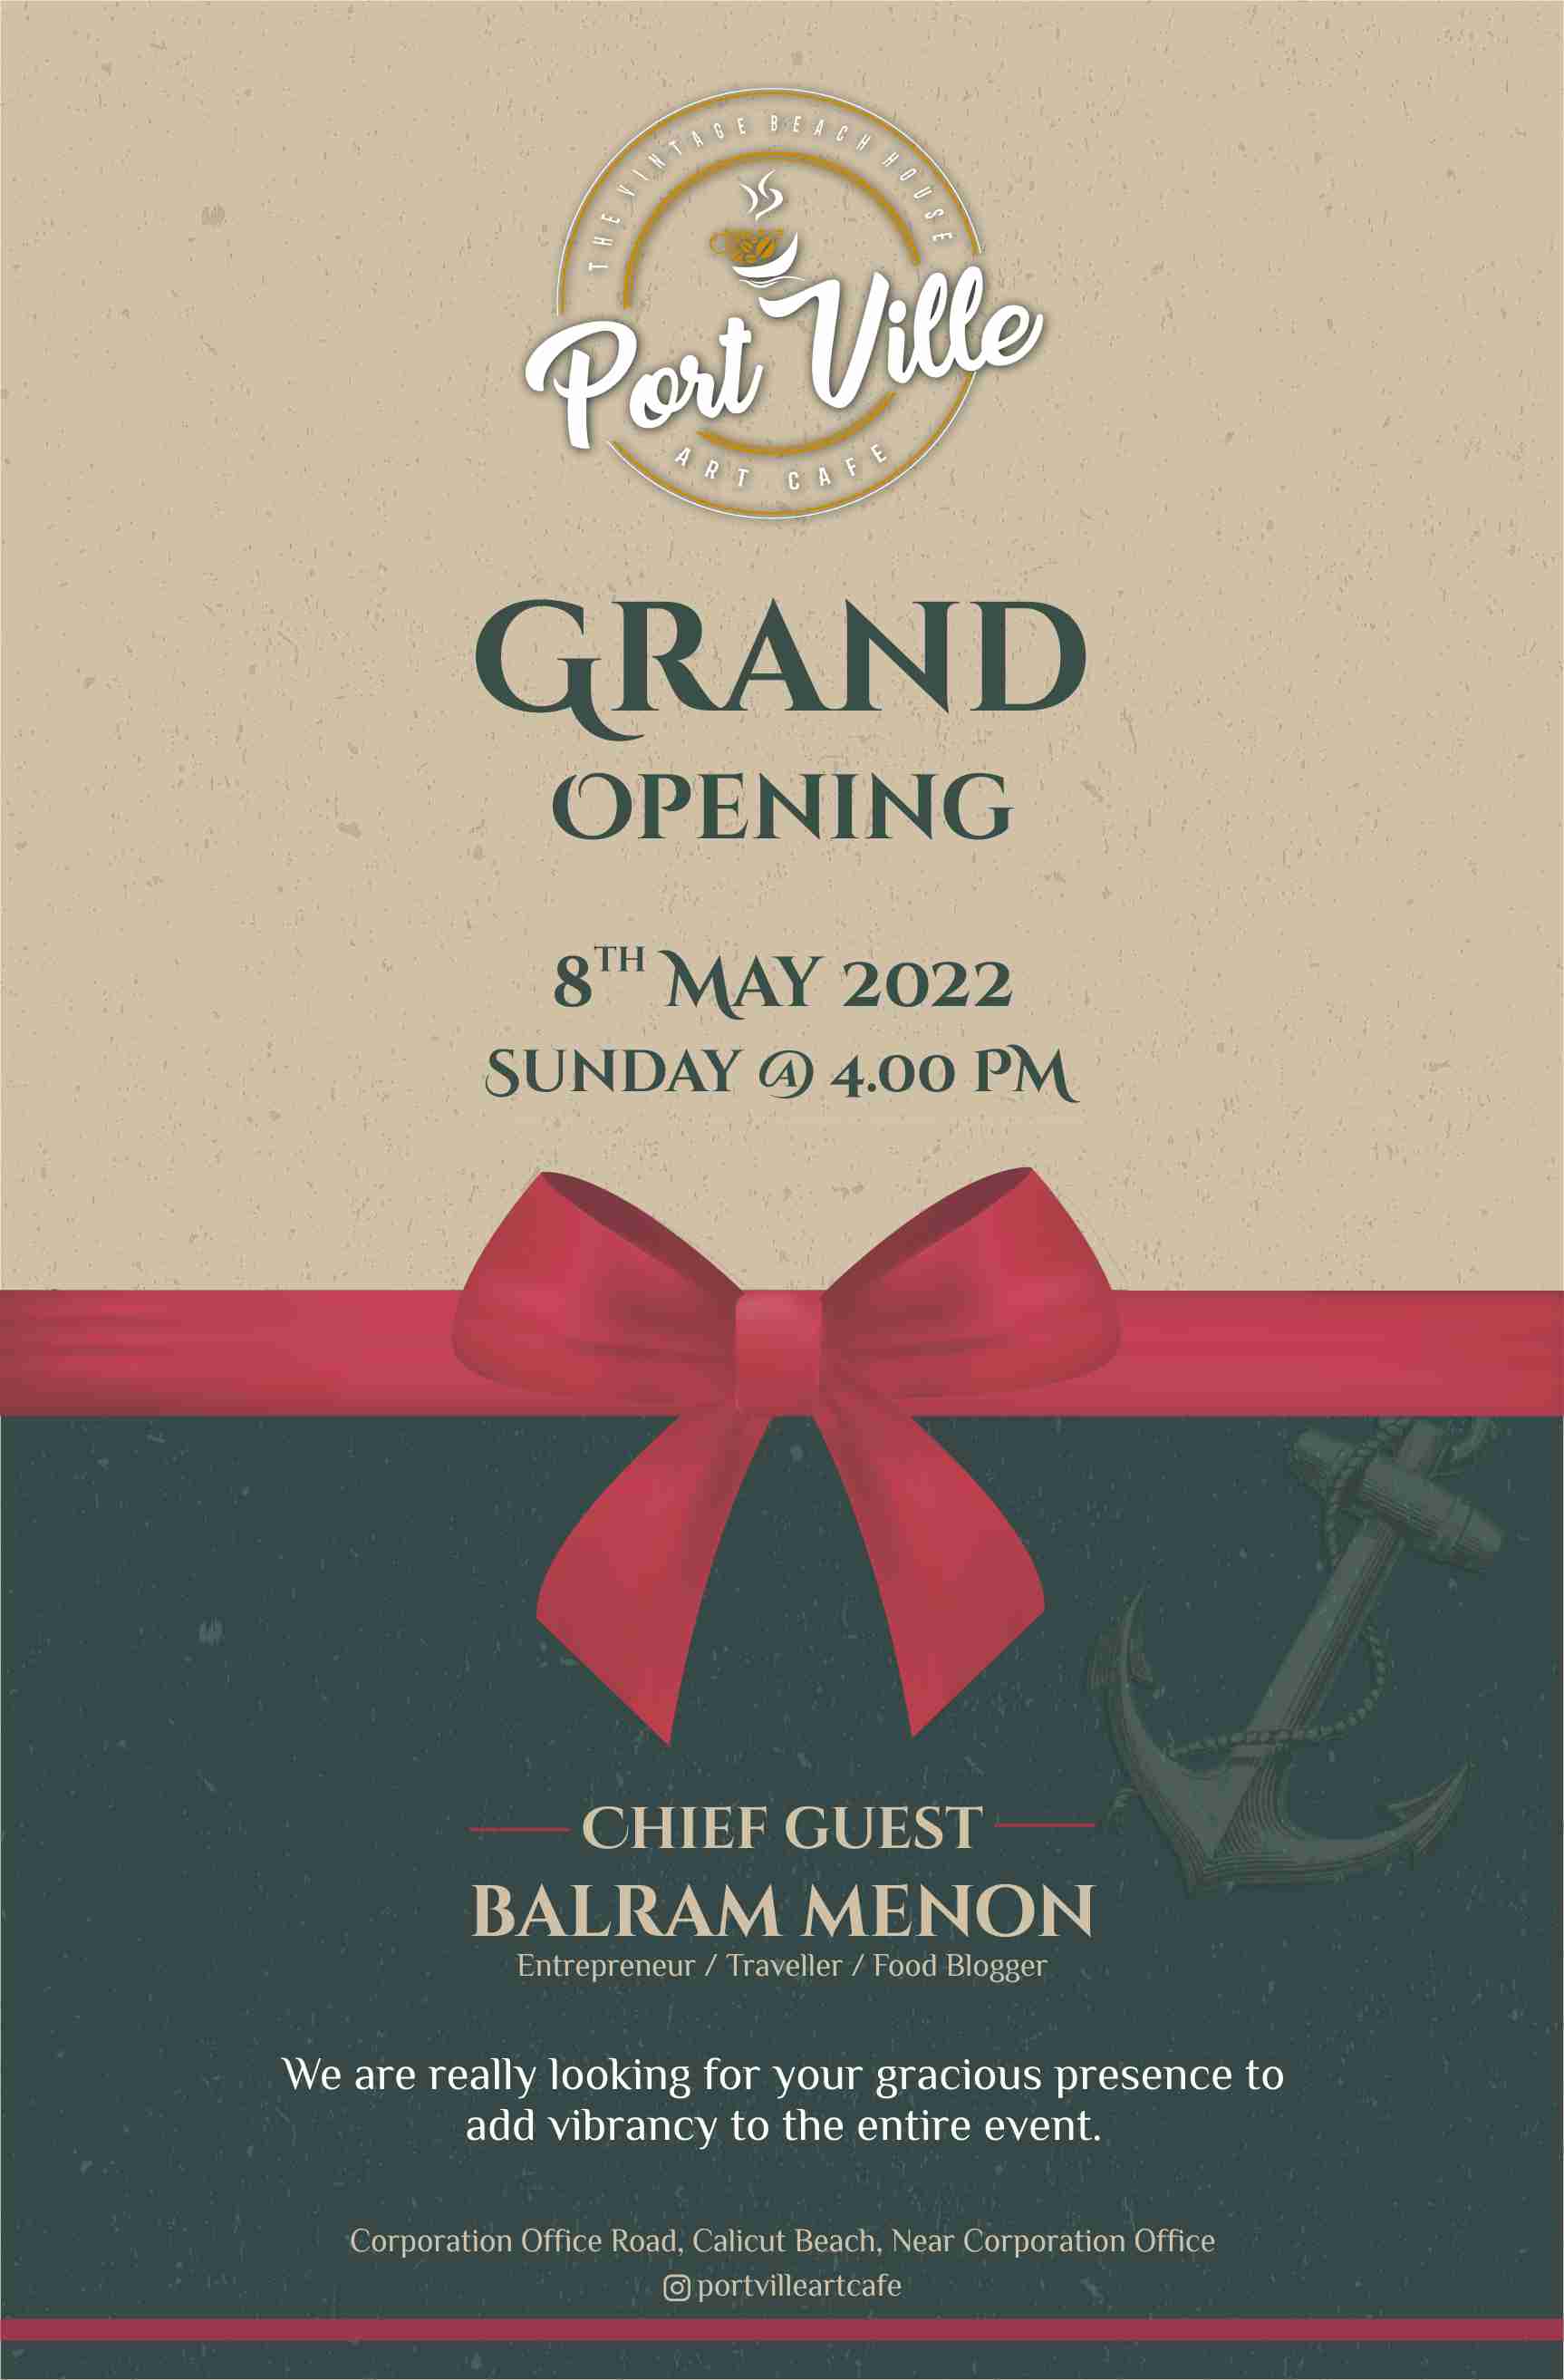 THE VINTAGE BEACH HOUSE
Port Ville
ART CAFE
GRAND
OPENING
8TH MAY 2022
SUNDAY @ 4.00 PM
CHIEF GUEST
BALRAM MENON
Entrepreneur / Traveller / Food Blogger
We are really looking for your gracious presence to
add vibrancy to the entire event.
Corporation Office Road, Calicut Beach, Near Corporation Office
portvilleartcafe